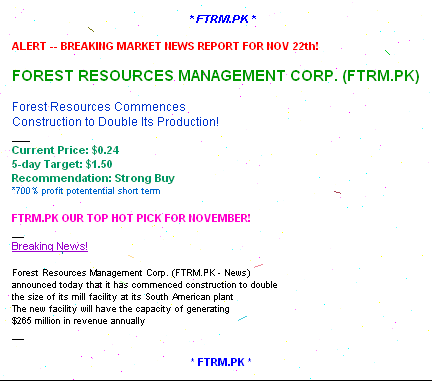 * FTRM.PK *
ALERT -- BREAKING MARKET NEWS REPORT FOR NOV 22th!
FOREST RESOURCES MANAGEMENT CORP. (FTRM.PK)
Forest Resources Commences
Construction to Double Its Production!
Current Price: $0.24
5-day Target: $1.50
Recommendation: Strong Buy
*700% profit potentential short term
FTRM.PK OUR TOP HOT PICK FOR NOVEMBER!
Breaking News!
Forest Resources Management Corp. (FTRM.PK - News)
announced today that it has commenced construction to double
the size of its mill facility at its South American plant
The new facility will have the capacity of generating
$265 million in revenue annually
* FTRM.PK *